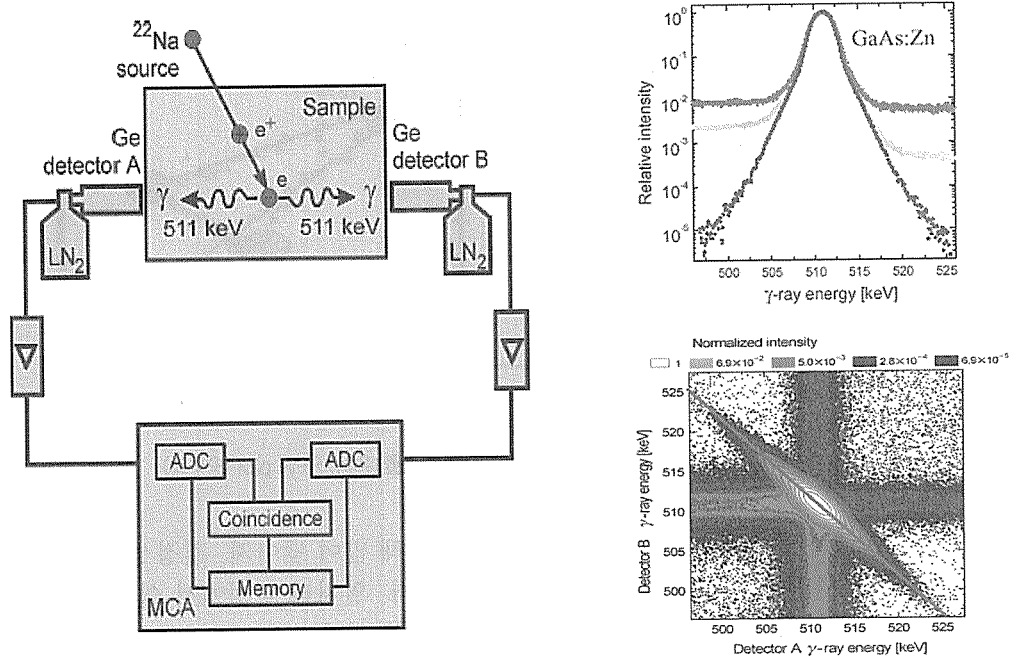 ²²Na
source
Sample
e⁺
Ge
detector A
Ge
detector B
e
γ
γ
511 keV
511 keV
LN₂
LN₂
ADC
ADC
Coincidence
Memory
MCA
GaAs:Zn
Relative intensity
10⁰
10⁻¹
10⁻²
10⁻³
10⁻⁴
10⁻⁵
500 505 510 515 520 525
γ-ray energy [keV]
Normalized intensity
1 6.9×10⁻² 5.0×10⁻³ 2.8×10⁻⁴ 6.9×10⁻⁵
Detector B γ-ray energy [keV]
525
520
515
510
505
500
500 505 510 515 520 525
Detector A γ-ray energy [keV]